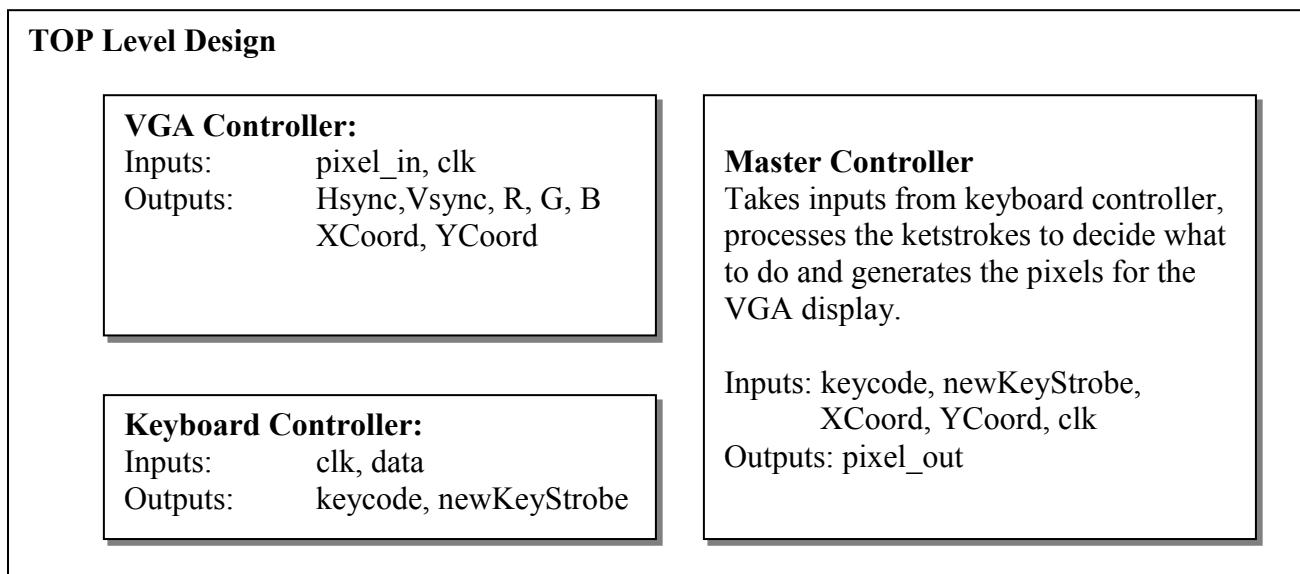 TOP Level Design
VGA Controller:
Inputs: pixel_in, clk
Outputs: Hsync,Vsync, R, G, B
XCoord, YCoord
Keyboard Controller:
Inputs: clk, data
Outputs: keycode, newKeyStrobe
Master Controller
Takes inputs from keyboard controller,
processes the ketstrokes to decide what
to do and generates the pixels for the
VGA display.
Inputs: keycode, newKeyStrobe,
XCoord, YCoord, clk
Outputs: pixel_out